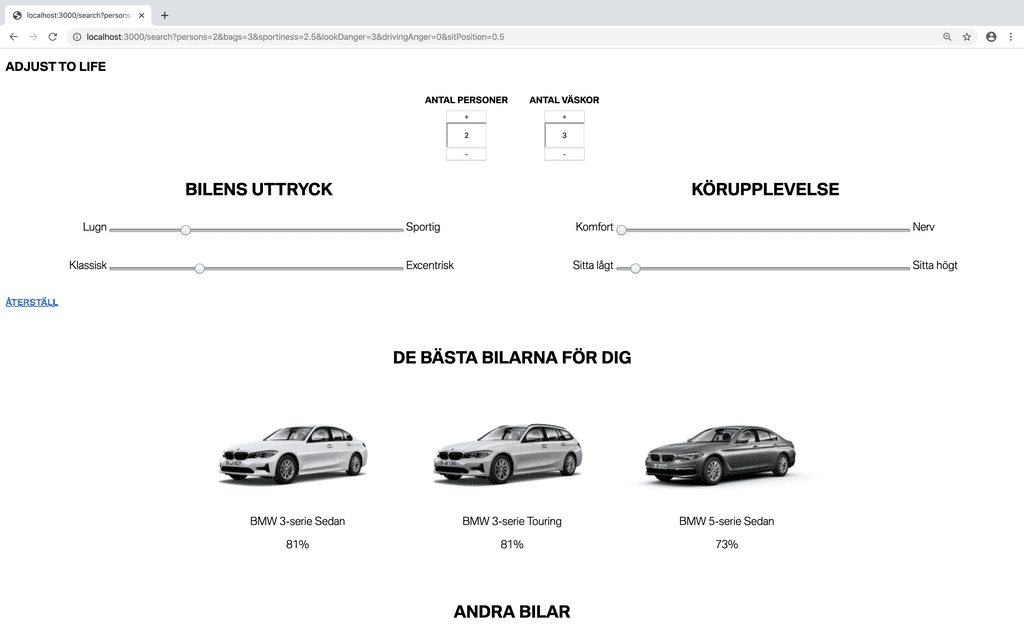 localhost:3000/search?persons
localhost:3000/search?persons=2&bags=3&sportiness=2.5&lookDanger=3&drivingAnger=0&sitPosition=0.5
ADJUST TO LIFE
ANTAL PERSONER ANTAL VÄSKOR
+ +
2 3
- -
BILENS UTTRYCK KÖRUPPLEVELSE
Lugn Sportig Komfort Nerv
Klassisk Excentrisk Sitta lågt Sitta högt
ÅTERSTÄLL
DE BÄSTA BILARNA FÖR DIG
BMW 3-serie Sedan BMW 3-serie Touring BMW 5-serie Sedan
81% 81% 73%
ANDRA BILAR